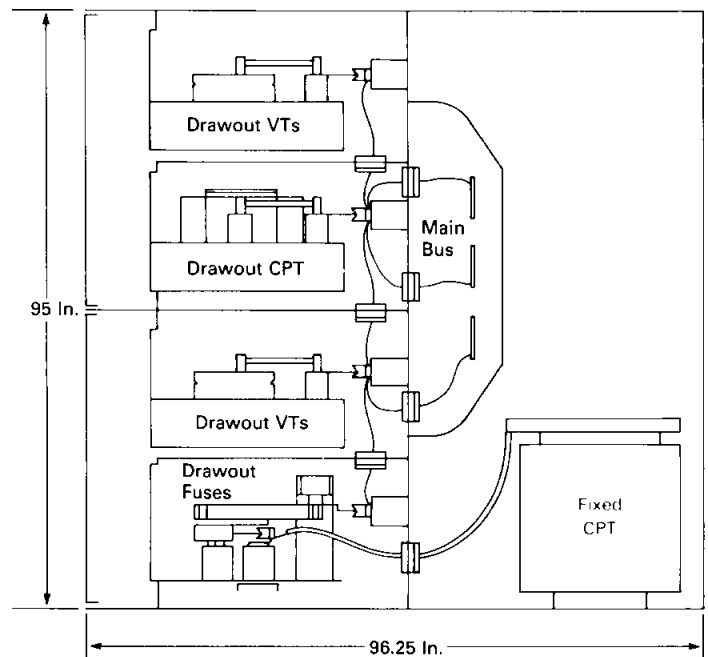 Drawout VTs
Drawout CPT
Main
Bus
95 In.
Drawout VTs
Drawout
Fuses
Fixed
CPT
96.25 In.